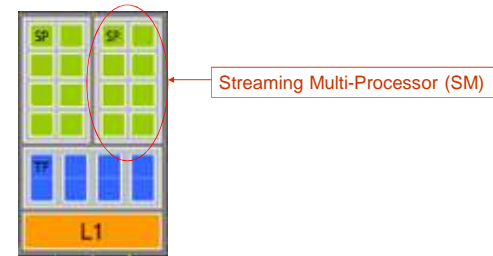 SP SP
Streaming Multi-Processor (SM)
TF
L1